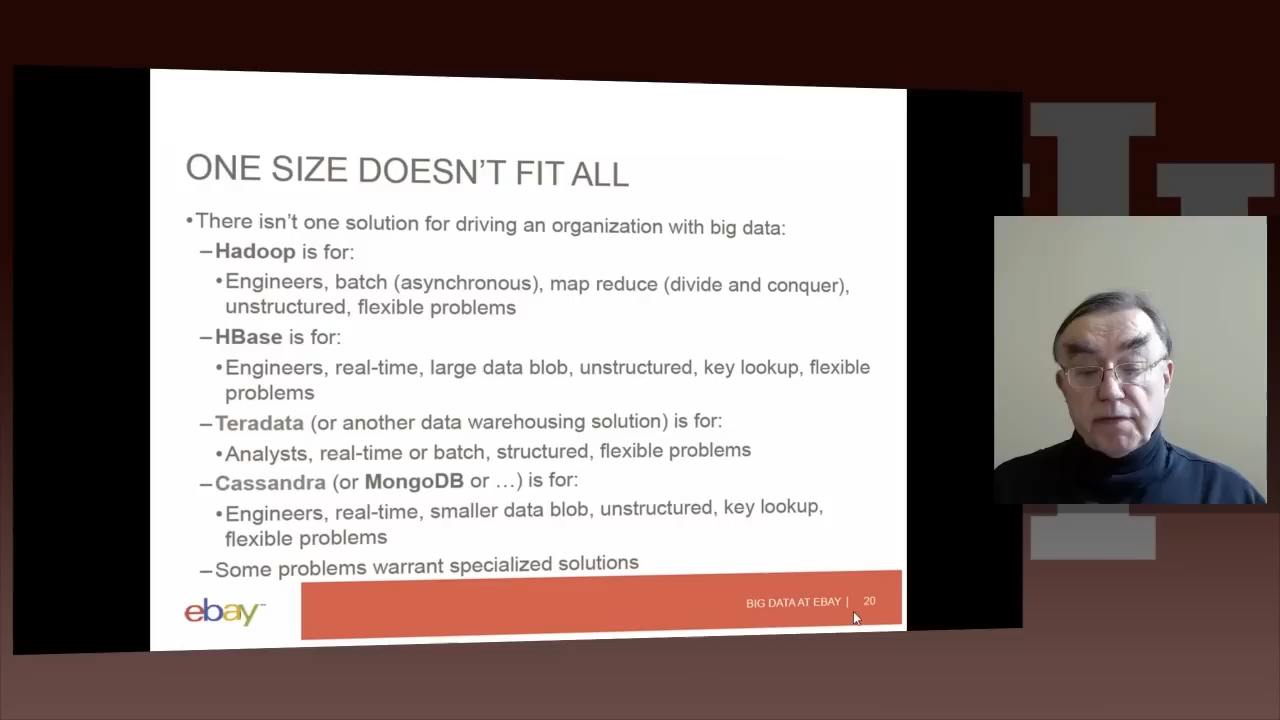 ONE SIZE DOESN'T FIT ALL
•There isn't one solution for driving an organization with big data:
–Hadoop is for:
•Engineers, batch (asynchronous), map reduce (divide and conquer),
unstructured, flexible problems
–HBase is for:
•Engineers, real-time, large data blob, unstructured, key lookup, flexible
problems
–Teradata (or another data warehousing solution) is for:
•Analysts, real-time or batch, structured, flexible problems
–Cassandra (or MongoDB or …) is for:
•Engineers, real-time, smaller data blob, unstructured, key lookup,
flexible problems
–Some problems warrant specialized solutions
ebay™
BIG DATA AT EBAY | 20